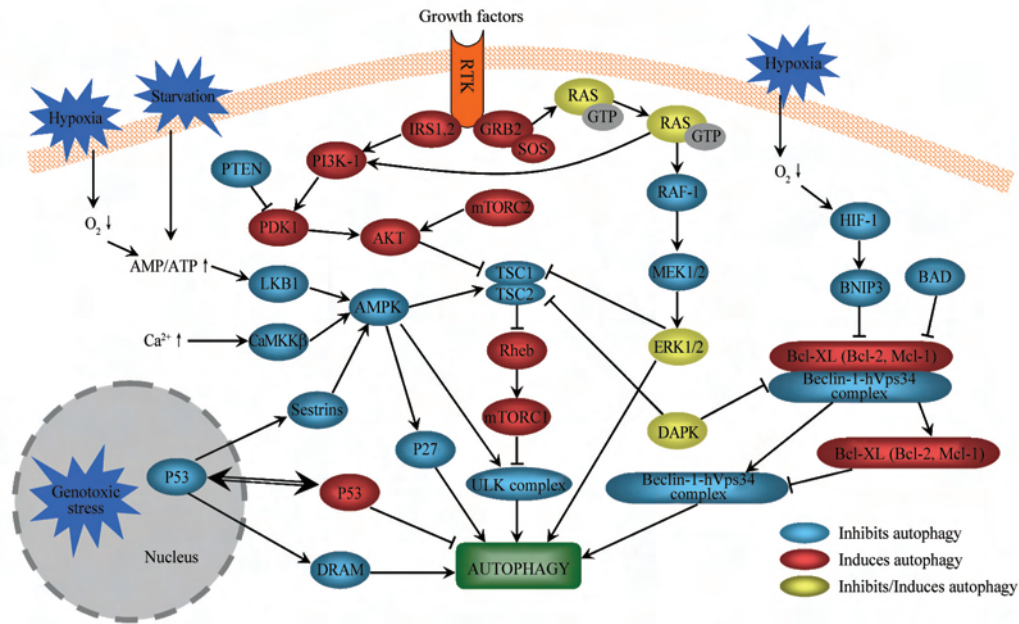 Growth factors
RTK
Hypoxia
Starvation
Hypoxia
RAS
GTP
RAS
GTP
IRS1,2
GRB2
SOS
PTEN
PI3K-1
RAF-1
O₂ ↓
HIF-1
PDK1
mTORC2
AKT
O₂ ↓
AMP/ATP ↑
LKB1
TSC1
TSC2
MEK1/2
BNIP3
BAD
AMPK
Ca²⁺ ↑
CaMKKβ
Rheb
ERK1/2
Bcl-XL (Bcl-2, Mcl-1)
Beclin-1-hVps34
complex
Sestrins
mTORC1
DAPK
P27
Bcl-XL (Bcl-2, Mcl-1)
P53
P53
ULK complex
Beclin-1-hVps34
complex
Genotoxic
stress
Nucleus
DRAM
AUTOPHAGY
Inhibits autophagy
Induces autophagy
Inhibits/Induces autophagy